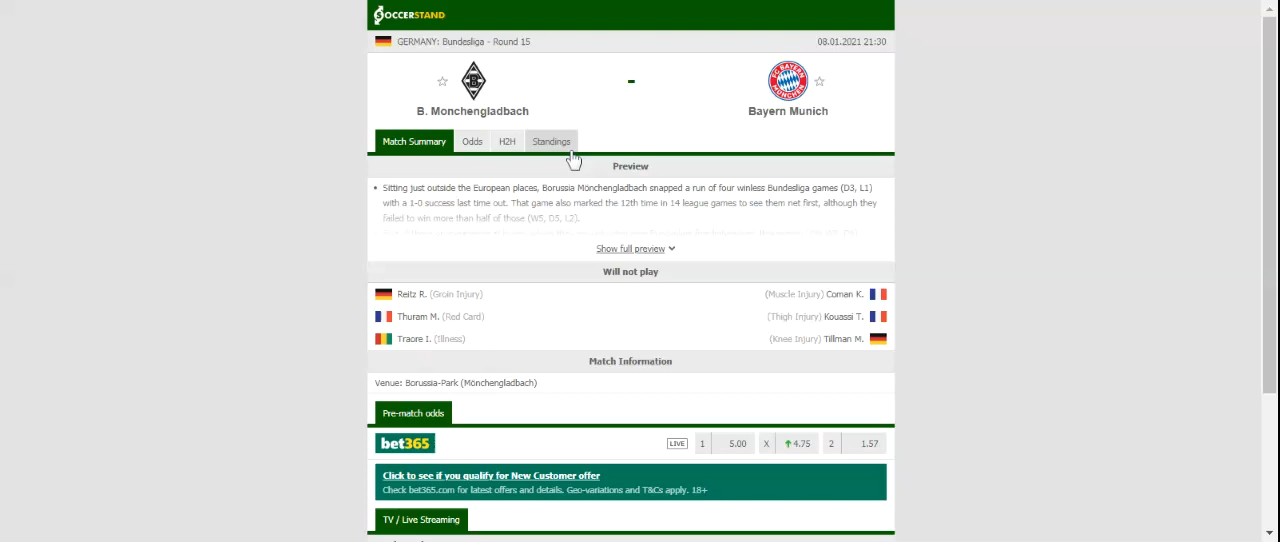 SOCCERSTAND
GERMANY: Bundesliga - Round 15 08.01.2021 21:30
-
B. Monchengladbach Bayern Munich
Match Summary Odds H2H Standings
Preview
• Sitting just outside the European places, Borussia Mönchengladbach snapped a run of four winless Bundesliga games (D3, L1)
with a 1-0 success last time out. That game also marked the 12th time in 14 league games to see them net first, although they
failed to win more than half of those (W5, D5, L2).
Show full preview
Will not play
Reitz R. (Groin Injury) (Muscle Injury) Coman K.
Thuram M. (Red Card) (Thigh Injury) Kouassi T.
Traore I. (Illness) (Knee Injury) Tillman M.
Match Information
Venue: Borussia-Park (Mönchengladbach)
Pre-match odds
bet365 LIVE 1 5.00 X 4.75 2 1.57
Click to see if you qualify for New Customer offer
Check bet365.com for latest offers and details. Geo-variations and T&Cs apply. 18+
TV / Live Streaming